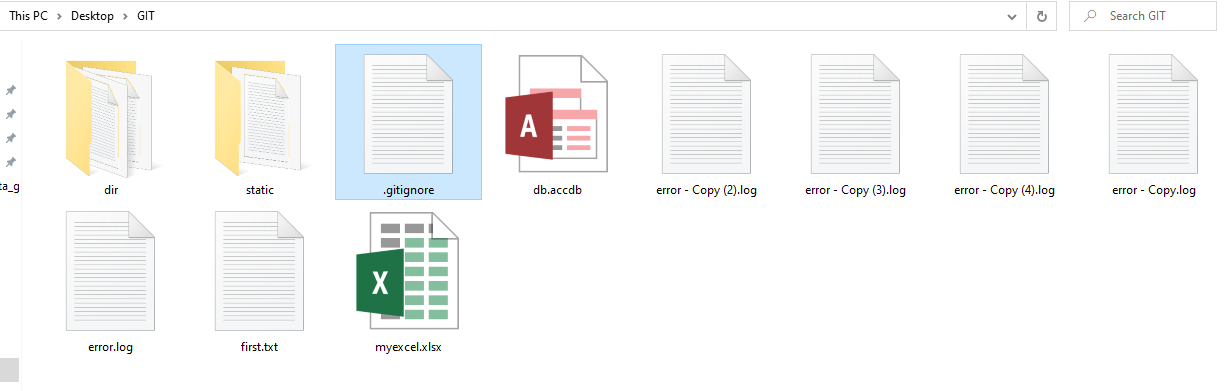 This PC > Desktop > GIT
Search GIT
ta_g
dir
static
.gitignore
A
db.accdb
error - Copy (2).log
error - Copy (3).log
error - Copy (4).log
error - Copy.log
error.log
first.txt
X
myexcel.xlsx